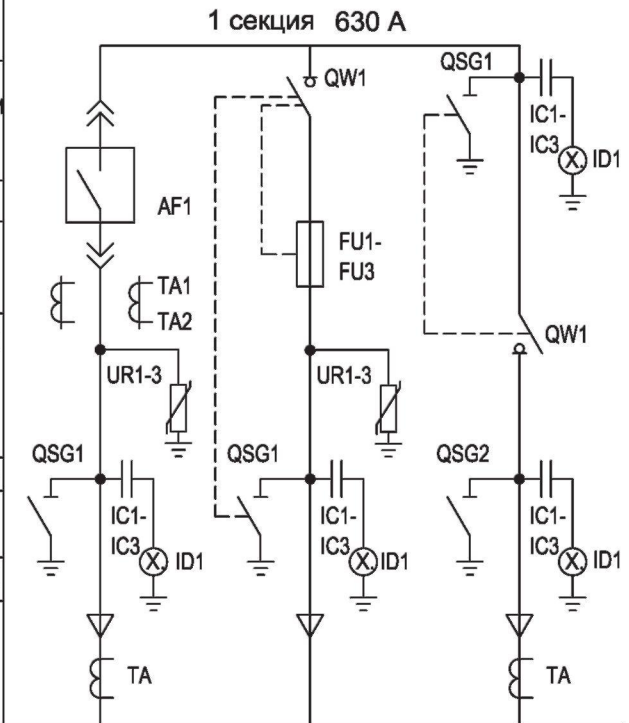 1 секция 630 А
QSG1
QW1
IC1-
IC3
ID1
AF1
FU1-
FU3
TA1
TA2
QW1
UR1-3
UR1-3
QSG1
QSG1
QSG2
IC1-
IC3
ID1
IC1-
IC3
ID1
IC1-
IC3
ID1
TA
TA